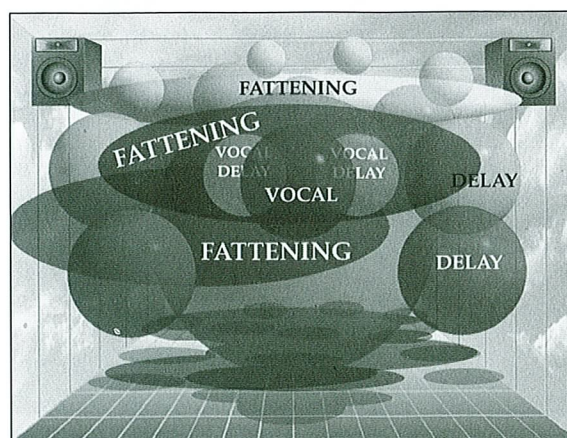 FATTENING
FATTENING
VOCAL DELAY
VOCAL DELAY
VOCAL
DELAY
FATTENING
DELAY